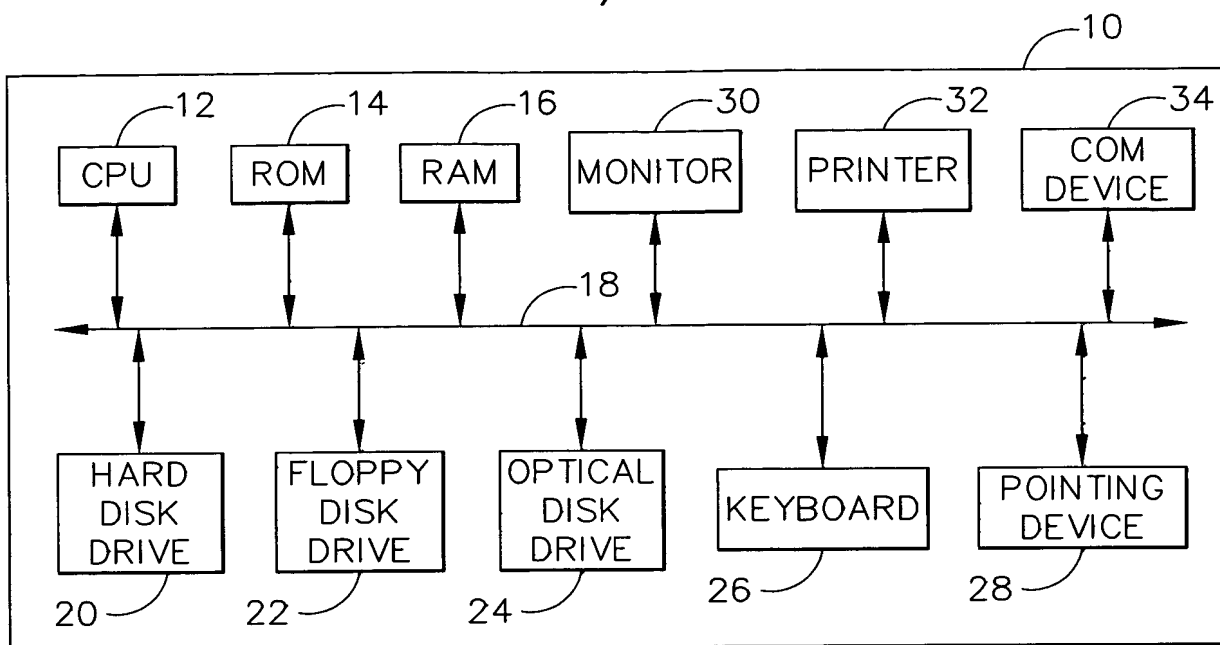 10
12 14 16 30 32 34
CPU ROM RAM MONITOR PRINTER COM
DEVICE
18
HARD
DISK
DRIVE
FLOPPY
DISK
DRIVE
OPTICAL
DISK
DRIVE
KEYBOARD
POINTING
DEVICE
20 22 24 26 28